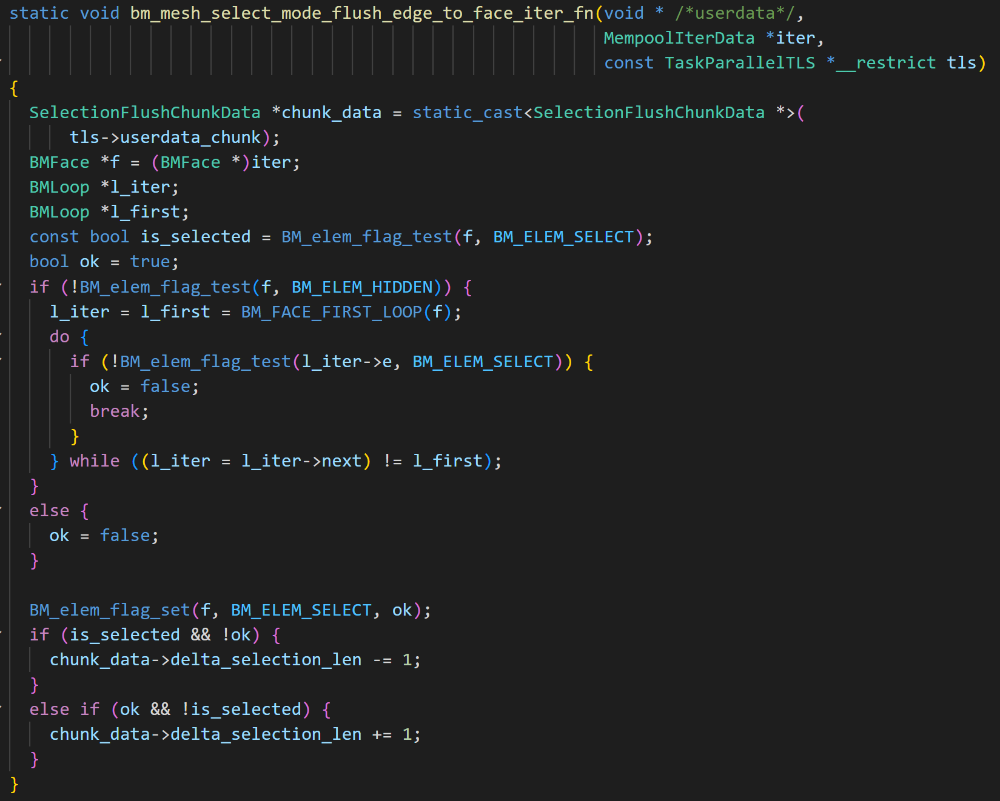 static void bm_mesh_select_mode_flush_edge_to_face_iter_fn(void * /*userdata*/,
                                                           MempoolIterData *iter,
                                                           const TaskParallelTLS *__restrict tls)
{
  SelectionFlushChunkData *chunk_data = static_cast<SelectionFlushChunkData *>(
      tls->userdata_chunk);
  BMFace *f = (BMFace *)iter;
  BMLoop *l_iter;
  BMLoop *l_first;
  const bool is_selected = BM_elem_flag_test(f, BM_ELEM_SELECT);
  bool ok = true;
  if (!BM_elem_flag_test(f, BM_ELEM_HIDDEN)) {
    l_iter = l_first = BM_FACE_FIRST_LOOP(f);
    do {
      if (!BM_elem_flag_test(l_iter->e, BM_ELEM_SELECT)) {
        ok = false;
        break;
      }
    } while ((l_iter = l_iter->next) != l_first);
  }
  else {
    ok = false;
  }

  BM_elem_flag_set(f, BM_ELEM_SELECT, ok);
  if (is_selected && !ok) {
    chunk_data->delta_selection_len -= 1;
  }
  else if (ok && !is_selected) {
    chunk_data->delta_selection_len += 1;
  }
}